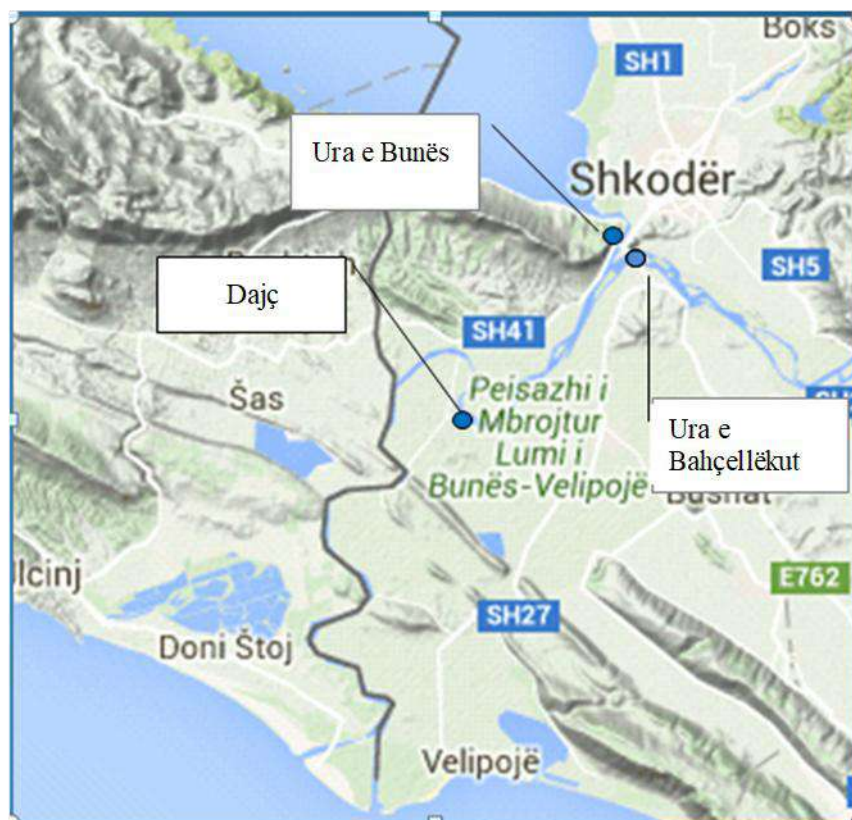 Boks
SH1
Ura e Bunës
Shkodër
SH5
Dajç
SH41
Šas
Peisazhi i
Mbrojtur
Lumi i
Bunës-Velipojë
Ura e
Bahçellëkut
Bushat
E762
SH27
Doni Štoj
Velipojë